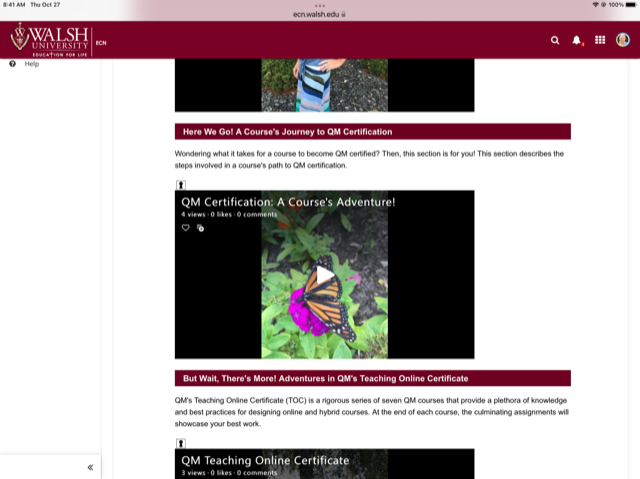 8:41 AM Thu Oct 27
100%
ecn.walsh.edu
WALSH
UNIVERSITY
EDUCATION FOR LIFE
ECN
Help
Here We Go! A Course's Journey to QM Certification
Wondering what it takes for a course to become QM certified? Then, this section is for you! This section describes the
steps involved in a course's path to QM certification.
QM Certification: A Course's Adventure!
4 views · 0 likes · 0 comments
But Wait, There's More! Adventures in QM's Teaching Online Certificate
QM's Teaching Online Certificate (TOC) is a rigorous series of seven QM courses that provide a plethora of knowledge
and best practices for designing online and hybrid courses. At the end of each course, the culminating assignments will
showcase your best work.
QM Teaching Online Certificate
3 views · 0 likes · 0 comments